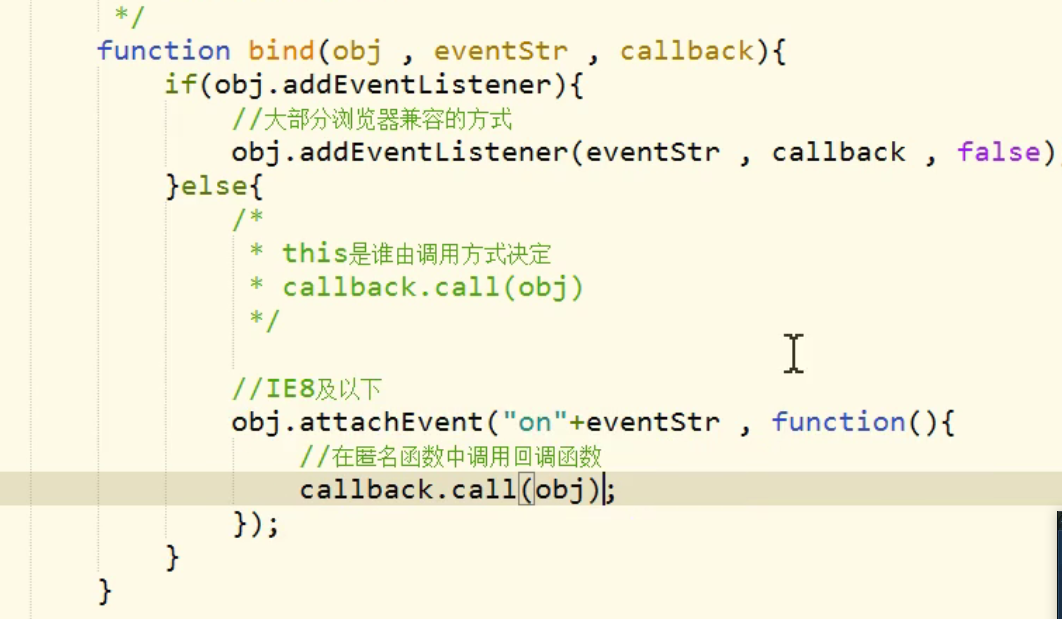 */
function bind(obj , eventStr , callback){
if(obj.addEventListener){
//大部分浏览器兼容的方式
obj.addEventListener(eventStr , callback , false)
}else{
/*
* this是谁由调用方式决定
* callback.call(obj)
*/
//IE8及以下
obj.attachEvent("on"+eventStr , function(){
//在匿名函数中调用回调函数
callback.call(obj);
});
}
}